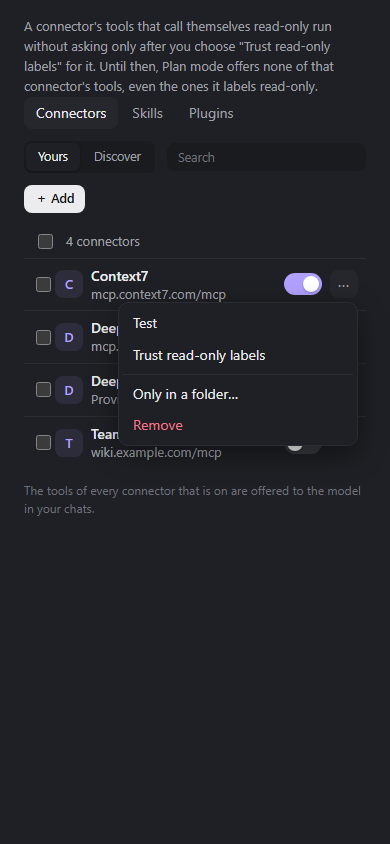 A connector's tools that call themselves read-only run
without asking only after you choose "Trust read-only
labels" for it. Until then, Plan mode offers none of that
connector's tools, even the ones it labels read-only.
Connectors Skills Plugins
Yours Discover Search
+ Add
4 connectors
C Context7
mcp.context7.com/mcp
...
Test
D
mcp.
Trust read-only labels
D
Only in a folder...
Remove
T
wiki.example.com/mcp
The tools of every connector that is on are offered to the model
in your chats.